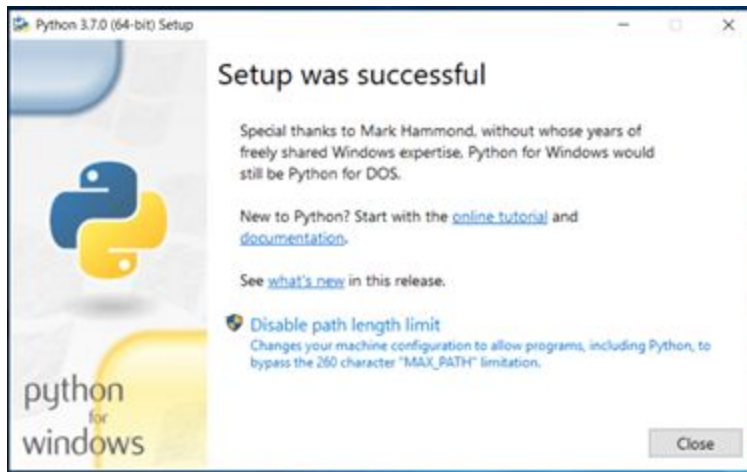 Python 3.7.0 (64-bit) Setup
Setup was successful
Special thanks to Mark Hammond, without whose years of
freely shared Windows expertise, Python for Windows would
still be Python for DOS.
New to Python? Start with the online tutorial and
documentation.
See what's new in this release.
Disable path length limit
Changes your machine configuration to allow programs, including Python, to
bypass the 260 character "MAX_PATH" limitation.
python
for
windows
Close